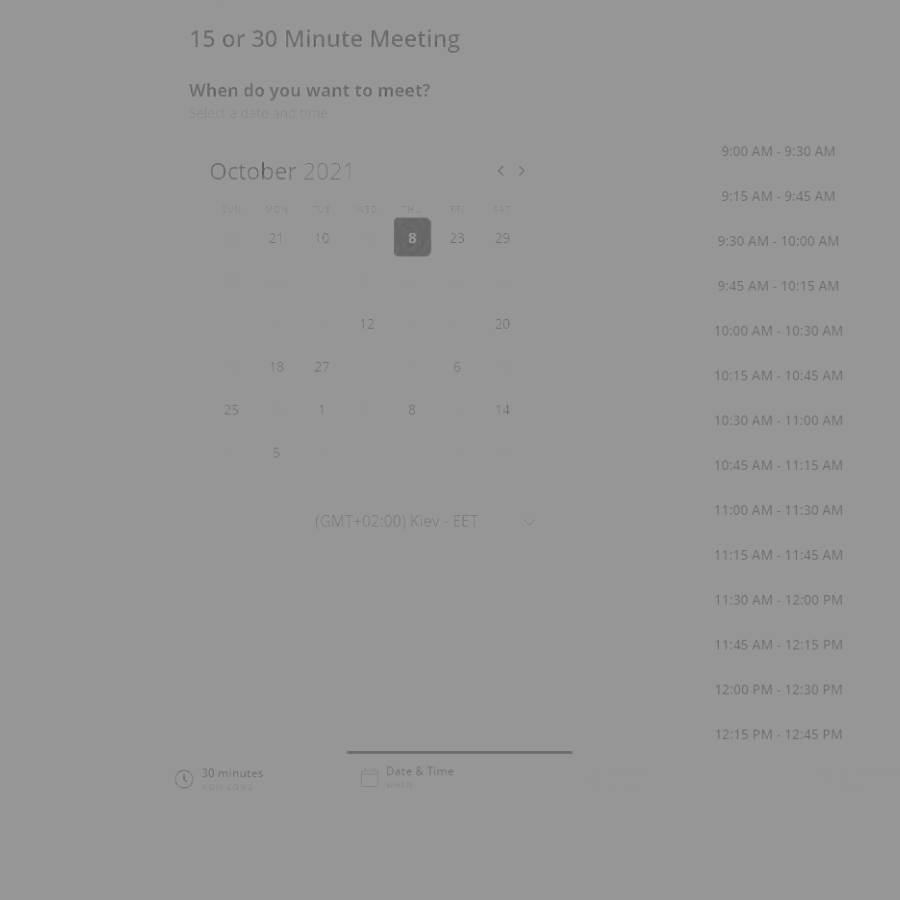 15 or 30 Minute Meeting
When do you want to meet?
Select a date and time
October 2021
SUN MON TUE WED THU FRI SAT
21 10 8 23 29
12 20
18 27 6
25 1 8 14
5
(GMT+02:00) Kiev - EET
9:00 AM - 9:30 AM
9:15 AM - 9:45 AM
9:30 AM - 10:00 AM
9:45 AM - 10:15 AM
10:00 AM - 10:30 AM
10:15 AM - 10:45 AM
10:30 AM - 11:00 AM
10:45 AM - 11:15 AM
11:00 AM - 11:30 AM
11:15 AM - 11:45 AM
11:30 AM - 12:00 PM
11:45 AM - 12:15 PM
12:00 PM - 12:30 PM
12:15 PM - 12:45 PM
30 minutes
HOW LONG
Date & Time
WHEN